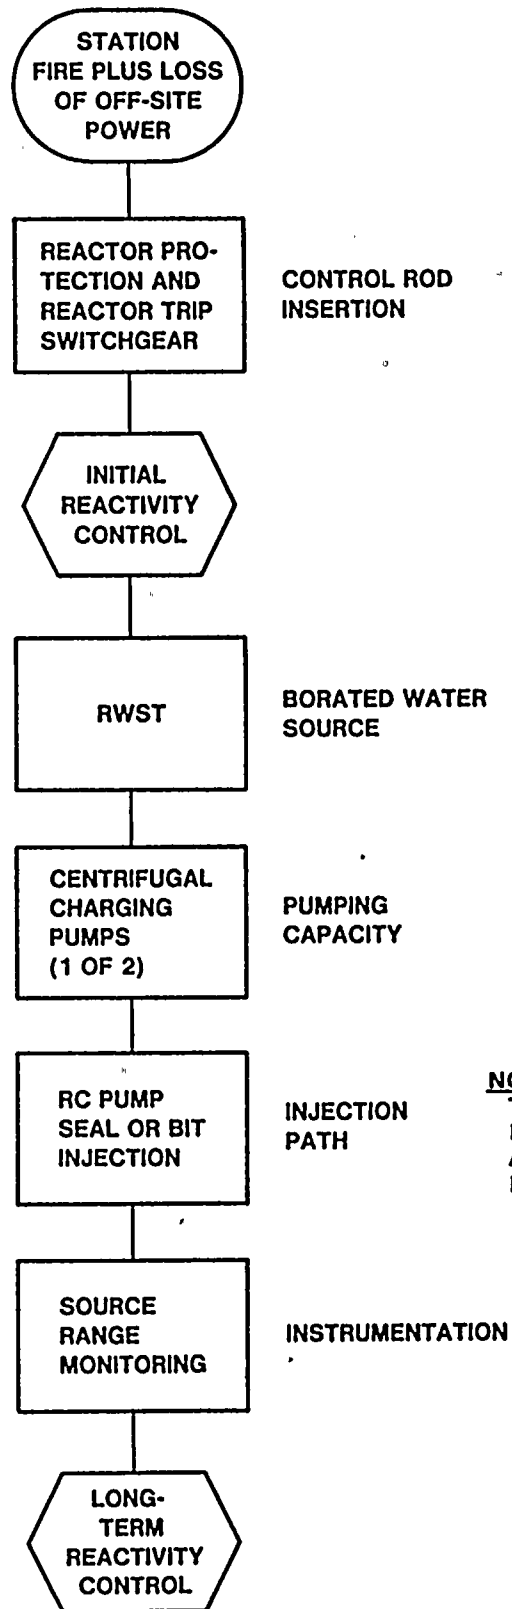 STATION
FIRE PLUS LOSS
OF OFF-SITE
POWER
REACTOR PRO-
TECTION AND
REACTOR TRIP
SWITCHGEAR
CONTROL ROD
INSERTION
INITIAL
REACTIVITY
CONTROL
RWST
BORATED WATER
SOURCE
CENTRIFUGAL
CHARGING
PUMPS
(1 OF 2)
PUMPING
CAPACITY
RC PUMP
SEAL OR BIT
INJECTION
INJECTION
PATH
SOURCE
RANGE
MONITORING
INSTRUMENTATION
LONG-
TERM
REACTIVITY
CONTROL